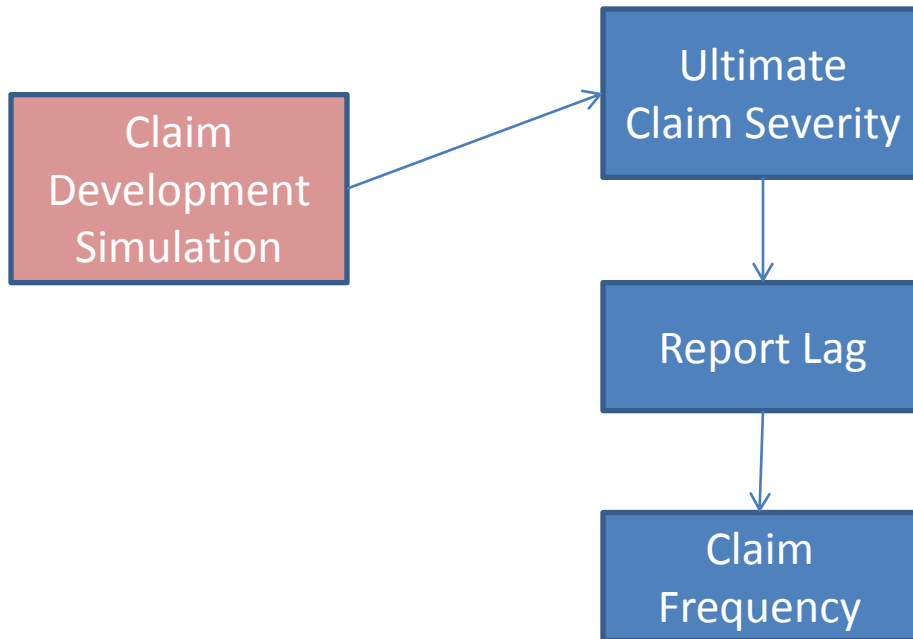 Claim
Development
Simulation
Ultimate
Claim Severity
Report Lag
Claim
Frequency